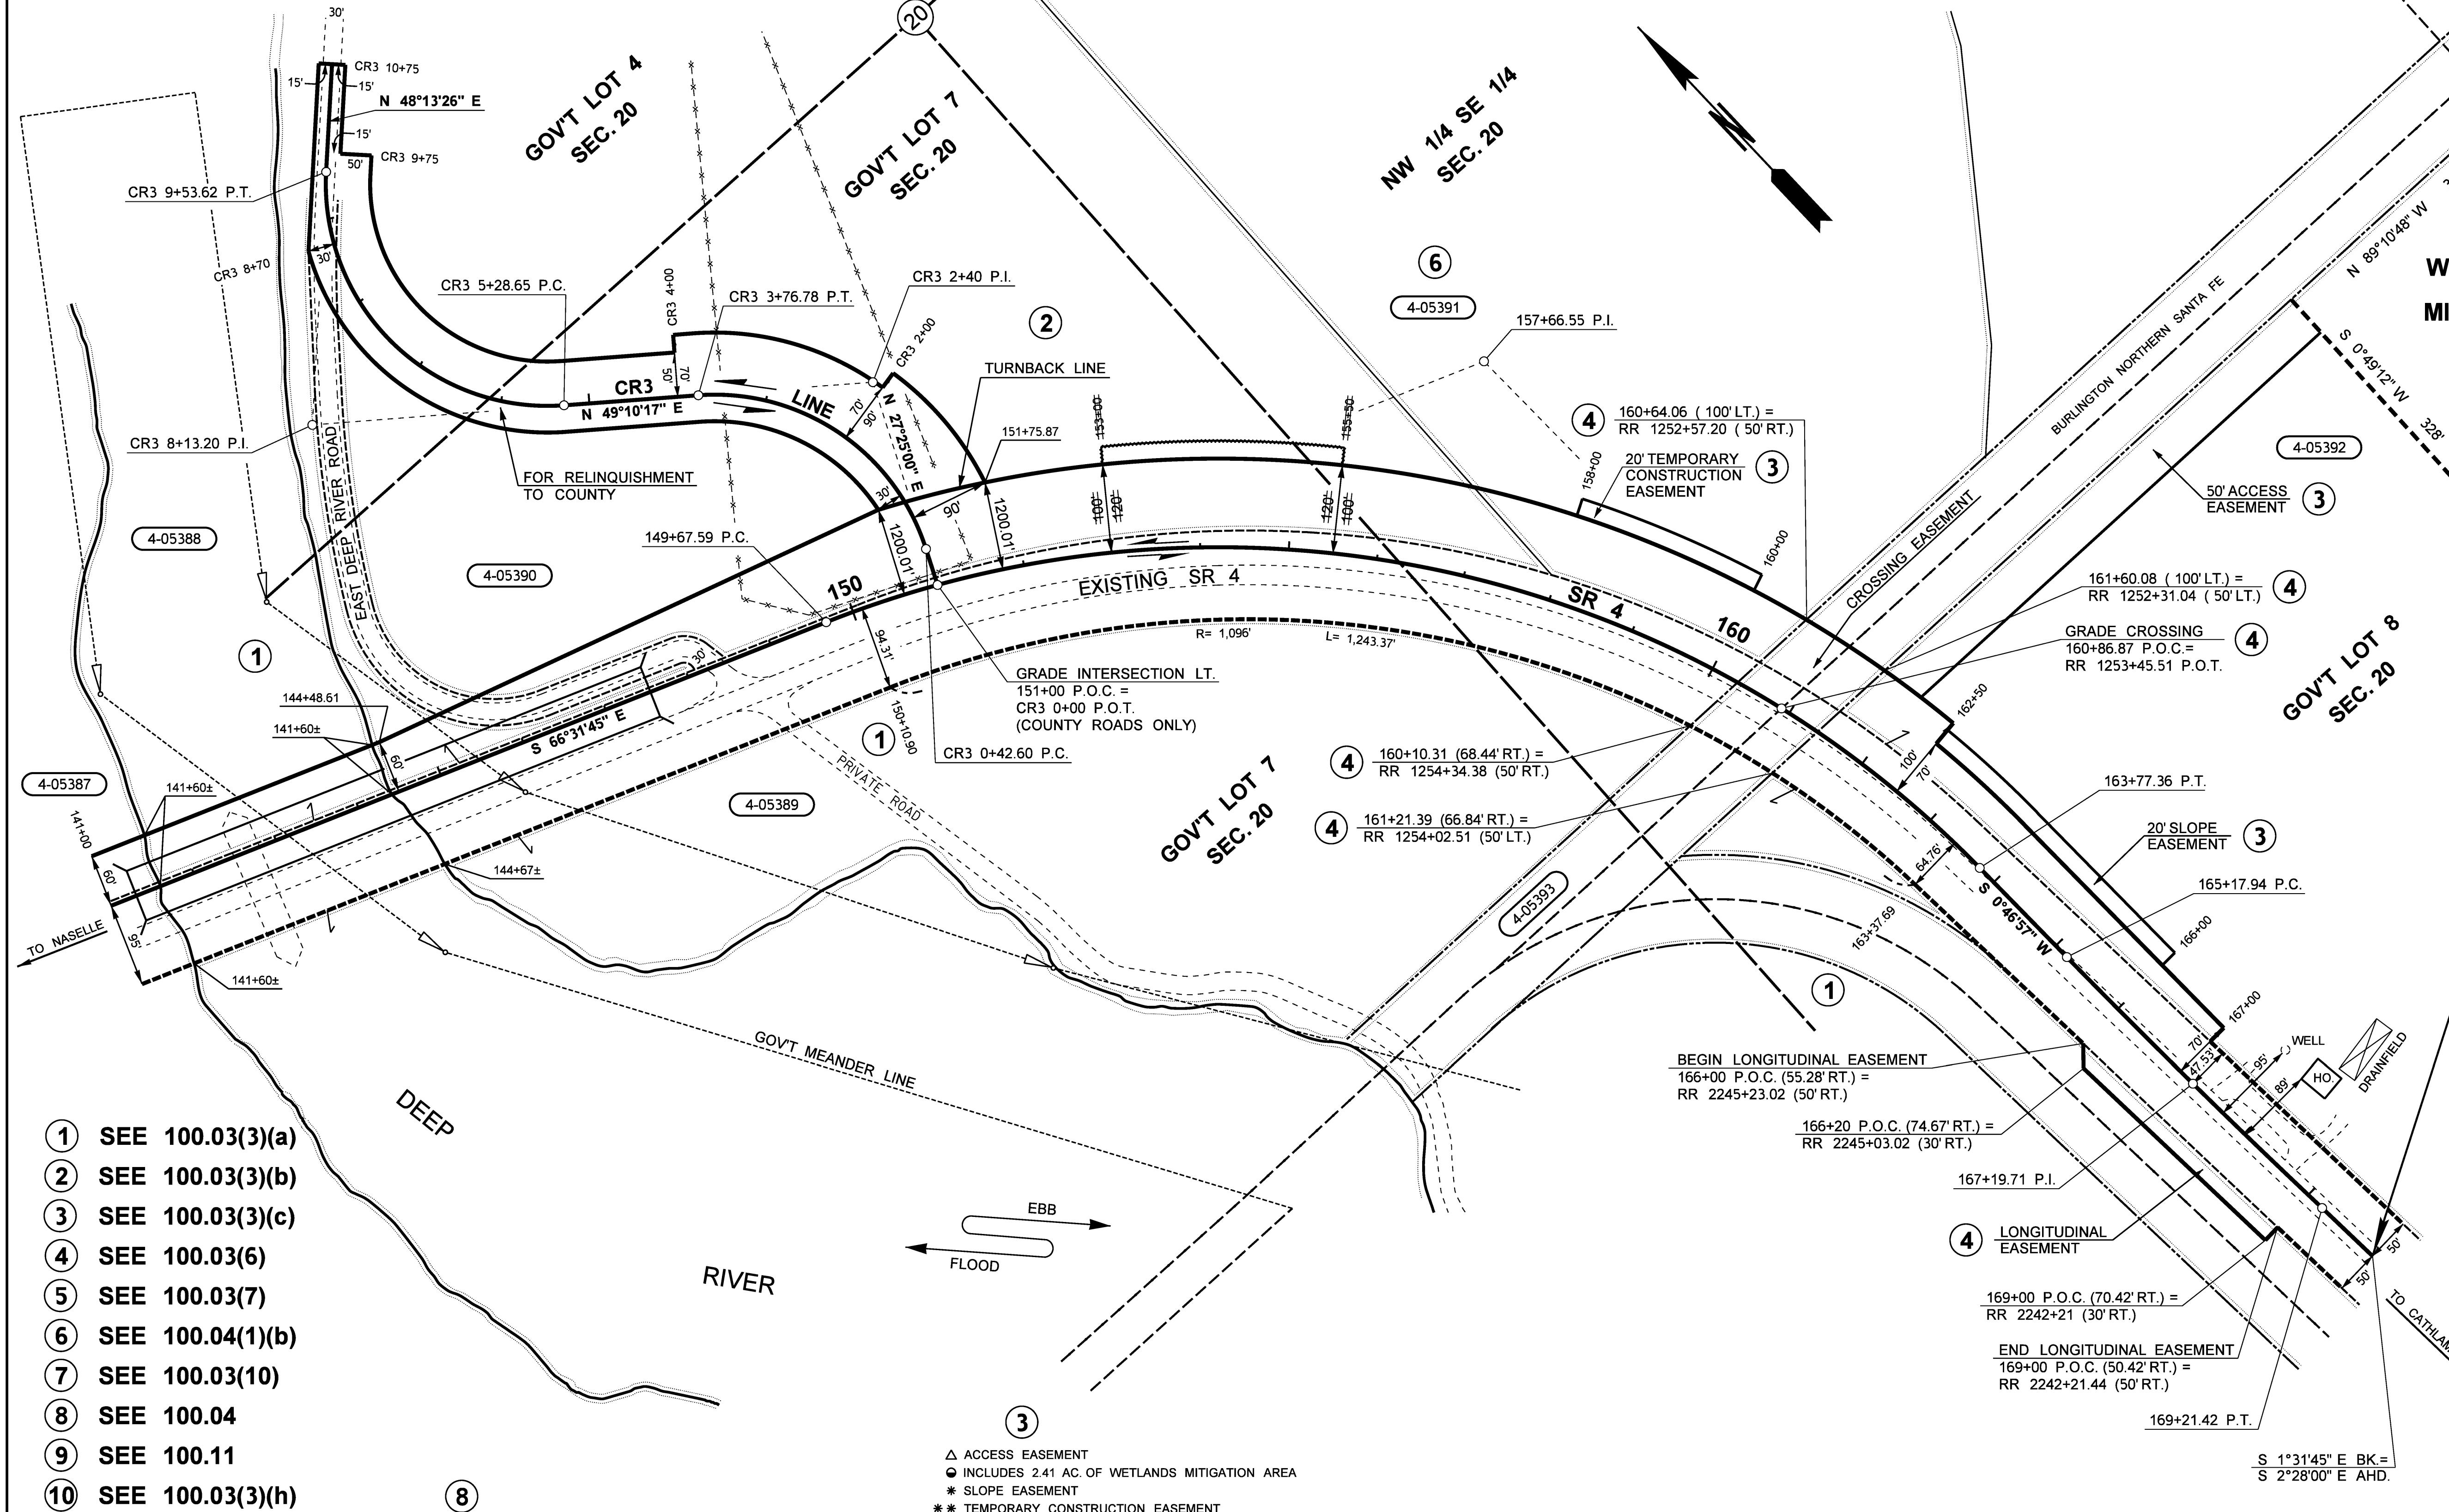 30'
20
CR3 10+75
15'
15'
N 48°13'26" E
15'
50'
CR3 9+75
CR3 9+53.62 P.T.
GOV'T LOT 4
SEC. 20
GOV'T LOT 7
SEC. 20
NW 1/4 SE 1/4
SEC. 20
N
N 89°10'48" W
W
MI
BURLINGTON NORTHERN SANTA FE
S 0°49'12" W
328'
4-05392
50' ACCESS
EASEMENT
3
CR3 8+70
30'
CR3 5+28.65 P.C.
CR3 4+00
CR3 3+76.78 P.T.
CR3 2+40 P.I.
CR3 2+00
2
6
4-05391
157+66.55 P.I.
TURNBACK LINE
50'
70'
CR3
LINE
N 49°10'17" E
70'
90'
N 27°25'00" E
151+75.87
153+00
155+50
158+00
160+00
4
160+64.06 ( 100' LT.) =
RR 1252+57.20 ( 50' RT.)
20' TEMPORARY
CONSTRUCTION
EASEMENT
3
CR3 8+13.20 P.I.
EAST DEEP RIVER ROAD
FOR RELINQUISHMENT
TO COUNTY
30'
90'
1200.01'
1200.01'
100'
120'
120'
100'
4-05388
4-05390
149+67.59 P.C.
150
EXISTING SR 4
R= 1,096'
L= 1,243.37'
SR 4
160
CROSSING EASEMENT
161+60.08 ( 100' LT.) =
RR 1252+31.04 ( 50' LT.)
4
GRADE CROSSING
160+86.87 P.O.C.=
RR 1253+45.51 P.O.T.
4
GOV'T LOT 8
SEC. 20
1
30'
94.31'
150+10.90
GRADE INTERSECTION LT.
151+00 P.O.C. =
CR3 0+00 P.O.T.
(COUNTY ROADS ONLY)
CR3 0+42.60 P.C.
1
144+48.61
141+60±
60'
S 66°31'45" E
PRIVATE ROAD
4-05389
4-05387
141+60±
141+00
60'
95'
TO NASELLE
144+67±
141+60±
GOV'T LOT 7
SEC. 20
4
160+10.31 (68.44' RT.) =
RR 1254+34.38 (50' RT.)
4
161+21.39 (66.84' RT.) =
RR 1254+02.51 (50' LT.)
162+50
100'
70'
163+77.36 P.T.
20' SLOPE
EASEMENT
3
64.76'
165+17.94 P.C.
S 0°46'57" W
4-05393
163+37.69
166+00
1
167+00
70'
47.53'
95'
WELL
89'
HO.
DRAINFIELD
GOV'T MEANDER LINE
BEGIN LONGITUDINAL EASEMENT
166+00 P.O.C. (55.28' RT.) =
RR 2245+23.02 (50' RT.)
166+20 P.O.C. (74.67' RT.) =
RR 2245+03.02 (30' RT.)
167+19.71 P.I.
4
LONGITUDINAL
EASEMENT
DEEP
RIVER
EBB
FLOOD
50'
50'
TO CATHLAM
169+00 P.O.C. (70.42' RT.) =
RR 2242+21 (30' RT.)
END LONGITUDINAL EASEMENT
169+00 P.O.C. (50.42' RT.) =
RR 2242+21.44 (50' RT.)
169+21.42 P.T.
S 1°31'45" E BK.=
S 2°28'00" E AHD.
1 SEE 100.03(3)(a)
2 SEE 100.03(3)(b)
3 SEE 100.03(3)(c)
4 SEE 100.03(6)
5 SEE 100.03(7)
6 SEE 100.04(1)(b)
7 SEE 100.03(10)
8 SEE 100.04
9 SEE 100.11
10 SEE 100.03(3)(h)
8
3
△ ACCESS EASEMENT
◒ INCLUDES 2.41 AC. OF WETLANDS MITIGATION AREA
* SLOPE EASEMENT
** TEMPORARY CONSTRUCTION EASEMENT